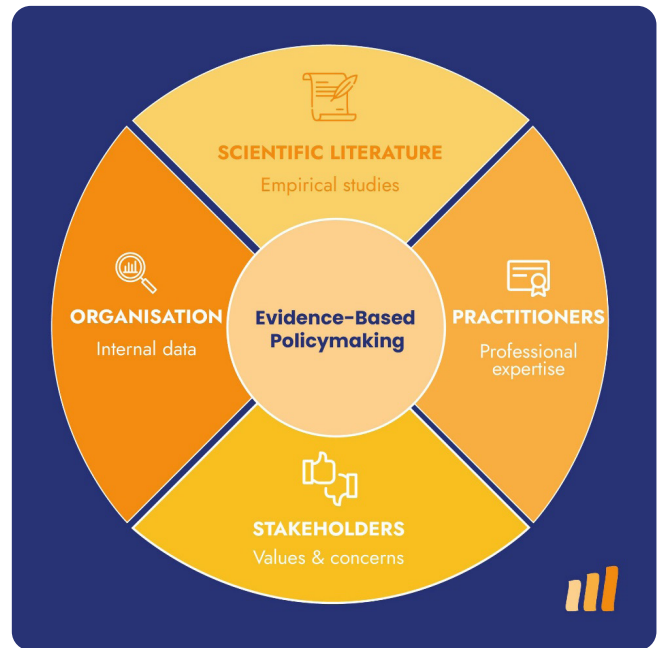 SCIENTIFIC LITERATURE
Empirical studies
ORGANISATION
Internal data
Evidence-Based
Policymaking
PRACTITIONERS
Professional
expertise
STAKEHOLDERS
Values & concerns